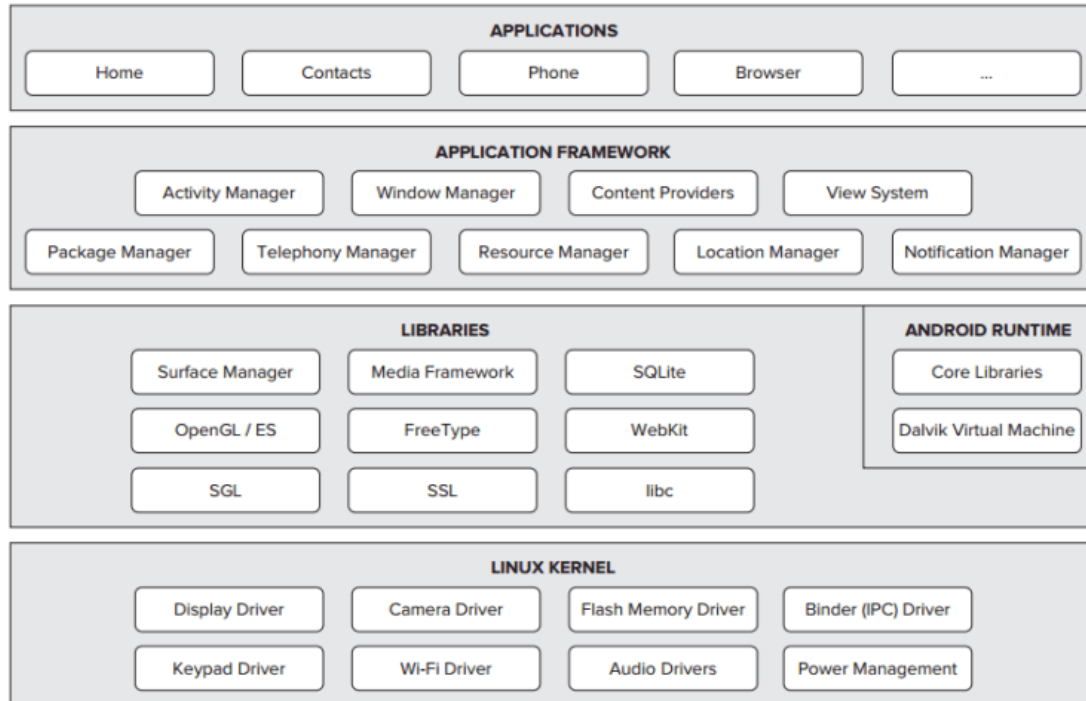 APPLICATIONS
Home Contacts Phone Browser ...
APPLICATION FRAMEWORK
Activity Manager Window Manager Content Providers View System
Package Manager Telephony Manager Resource Manager Location Manager Notification Manager
LIBRARIES
Surface Manager Media Framework SQLite
OpenGL / ES FreeType WebKit
SGL SSL libc
ANDROID RUNTIME
Core Libraries
Dalvik Virtual Machine
LINUX KERNEL
Display Driver Camera Driver Flash Memory Driver Binder (IPC) Driver
Keypad Driver Wi-Fi Driver Audio Drivers Power Management